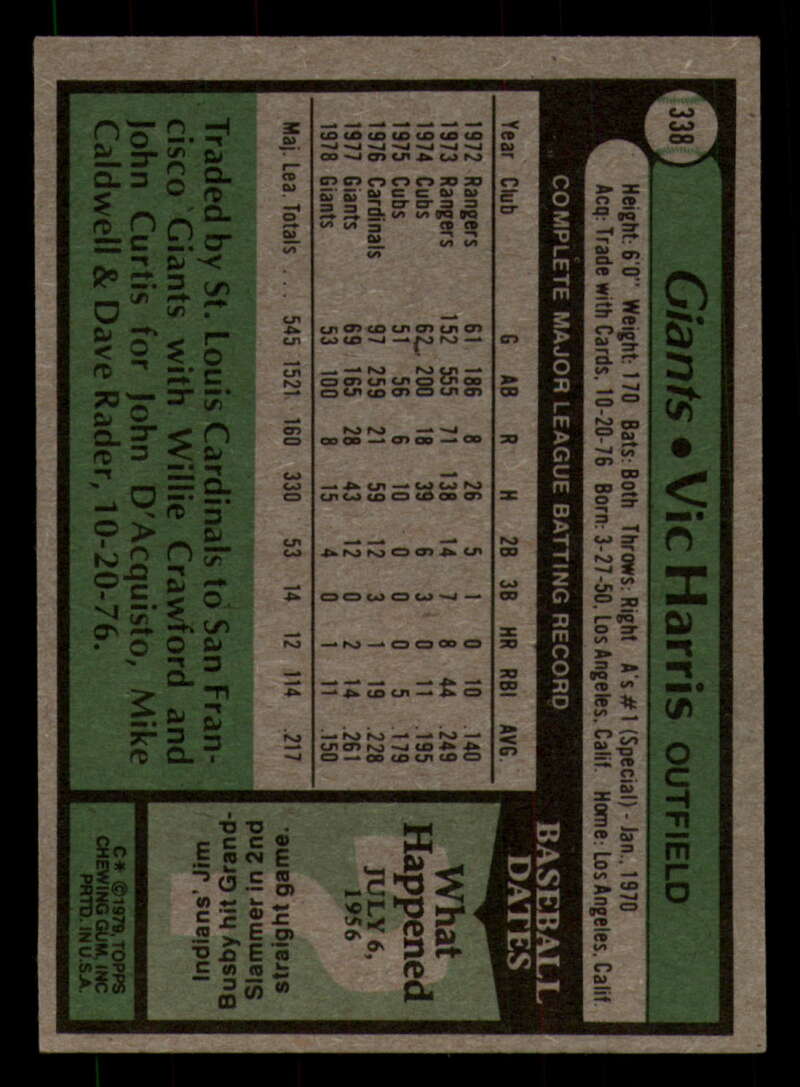 338
Giants • Vic Harris OUTFIELD
Height: 6'0" Weight: 170 Bats: Both Throws: Right A's #1 (Special) - Jan., 1970
Acq: Trade with Cards, 10-20-76 Born: 3-27-50, Los Angeles, Calif. Home: Los Angeles, Calif.
COMPLETE MAJOR LEAGUE BATTING RECORD
Year Club G AB R H 2B 3B HR RBI AVG.
1972 Rangers 61 186 8 26 5 1 0 10 .140
1973 Rangers 152 555 71 138 14 7 8 44 .249
1974 Cubs 62 200 18 39 6 3 0 11 .195
1975 Cubs 51 56 6 10 0 0 0 5 .179
1976 Cardinals 97 259 21 59 12 3 1 19 .228
1977 Giants 69 165 28 43 12 0 2 14 .261
1978 Giants 53 100 8 15 4 0 1 11 .150
Maj. Lea. Totals . . . 545 1521 160 330 53 14 12 114 .217
Traded by St. Louis Cardinals to San Fran-
cisco Giants with Willie Crawford and
John Curtis for John D'Acquisto, Mike
Caldwell & Dave Rader, 10-20-76.
BASEBALL
DATES
What
Happened
JULY 6,
1956
Indians' Jim
Busby hit Grand-
Slammer in 2nd
straight game.
C* ©1979, TOPPS
CHEWING GUM, INC
PRTD. IN U.S.A.